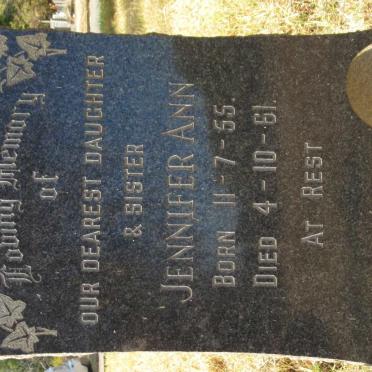 Loving Memory
of
OUR DEAREST DAUGHTER
& SISTER
JENNIFER ANN
BORN 11-7-55.
DIED 4-10-61.
AT REST